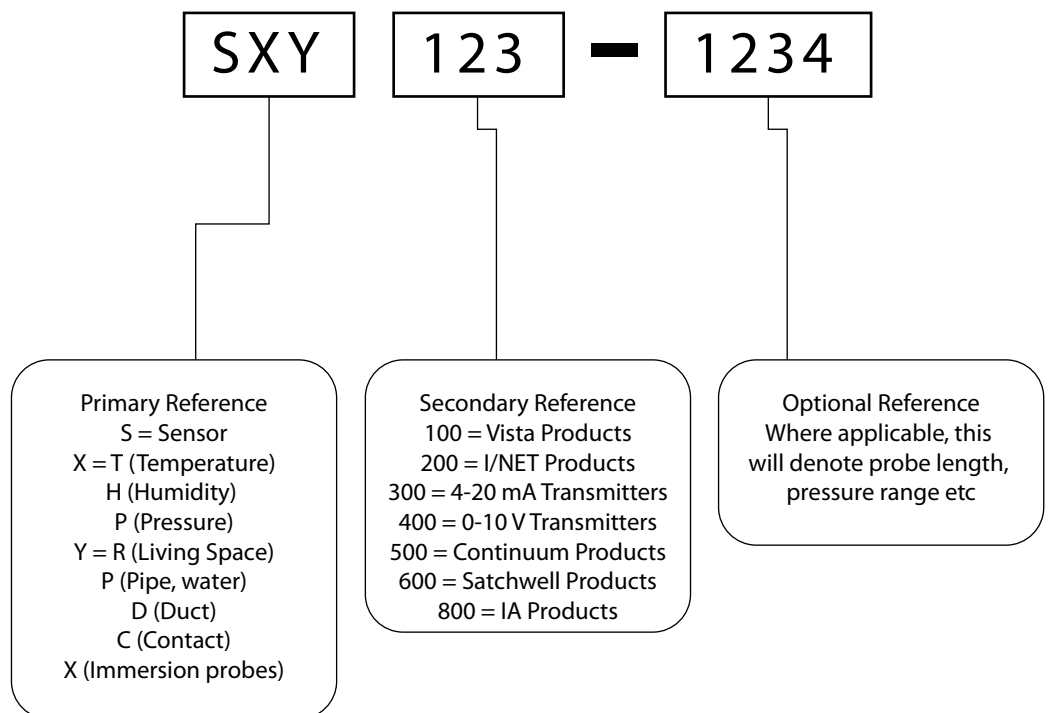 SXY 123 - 1234
Primary Reference
S = Sensor
X = T (Temperature)
H (Humidity)
P (Pressure)
Y = R (Living Space)
P (Pipe, water)
D (Duct)
C (Contact)
X (Immersion probes)
Secondary Reference
100 = Vista Products
200 = I/NET Products
300 = 4-20 mA Transmitters
400 = 0-10 V Transmitters
500 = Continuum Products
600 = Satchwell Products
800 = IA Products
Optional Reference
Where applicable, this
will denote probe length,
pressure range etc